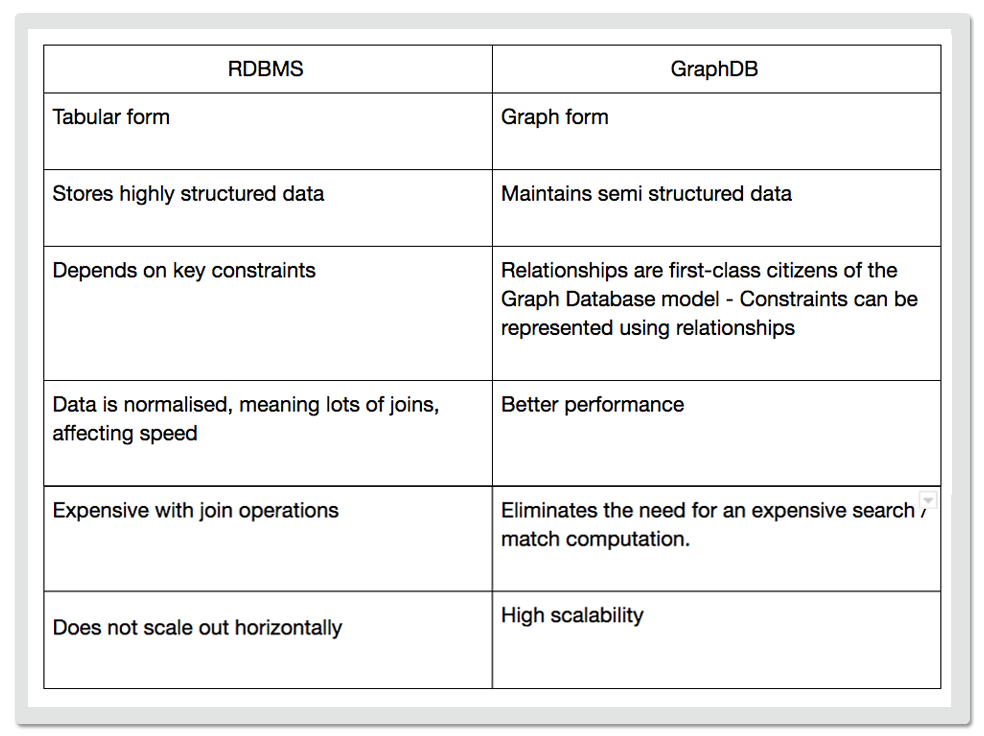 RDBMS
GraphDB
Tabular form
Graph form
Stores highly structured data
Maintains semi structured data
Depends on key constraints
Relationships are first-class citizens of the
Graph Database model - Constraints can be
represented using relationships
Data is normalised, meaning lots of joins,
affecting speed
Better performance
Expensive with join operations
Eliminates the need for an expensive search /
match computation.
Does not scale out horizontally
High scalability